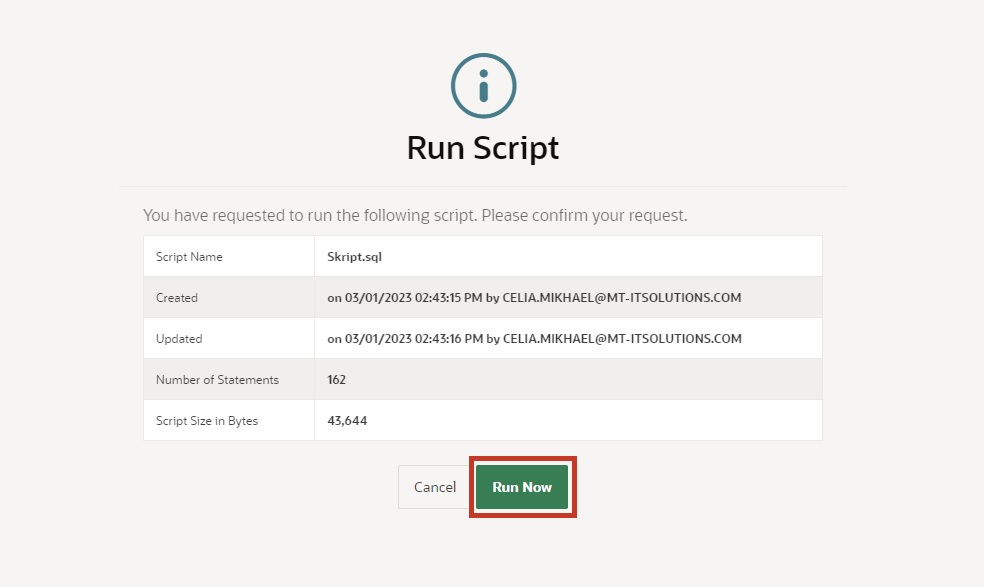 Run Script
You have requested to run the following script. Please confirm your request.
Script Name Skript.sql
Created on 03/01/2023 02:43:15 PM by CELIA.MIKHAEL@MT-ITSOLUTIONS.COM
Updated on 03/01/2023 02:43:16 PM by CELIA.MIKHAEL@MT-ITSOLUTIONS.COM
Number of Statements 162
Script Size in Bytes 43,644
Cancel Run Now